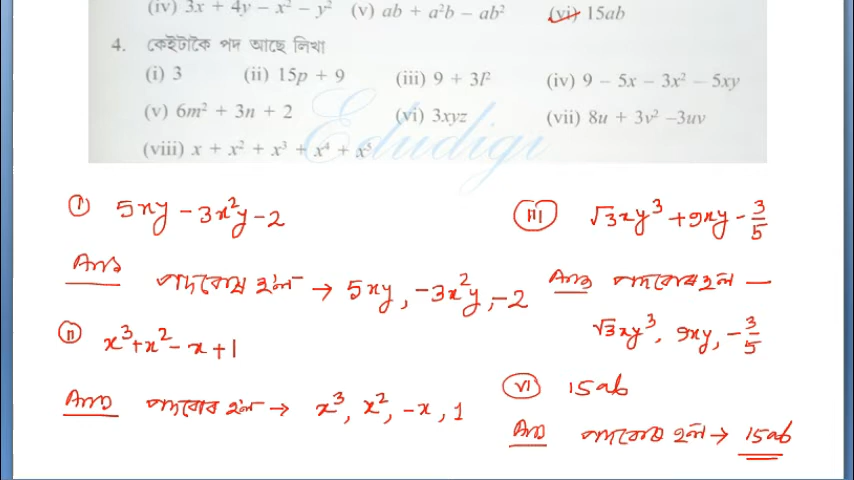 (iv) 3x + 4y − x² − y² (v) ab + a²b − ab² (vi) 15ab
4. কেইটাকৈ পদ আছে লিখা
(i) 3 (ii) 15p + 9 (iii) 9 + 3l² (iv) 9 − 5x − 3x² − 5xy
(v) 6m² + 3n + 2 (vi) 3xyz (vii) 8u + 3v² −3uv
(viii) x + x² + x³ + x⁴ + x⁵
Edudigi
(i) 5xy − 3x²y − 2
Ans পদবোৰ হ'ল → 5xy, −3x²y, −2
(ii) x³ + x² − x + 1
Ans পদবোৰ হ'ল → x³, x², −x, 1
(iii) √3xy³ + 9xy − 3/5
Ans পদবোৰ হ'ল —
√3xy³, 9xy, −3/5
(vi) 15ab
Ans পদবোৰ হ'ল → 15ab